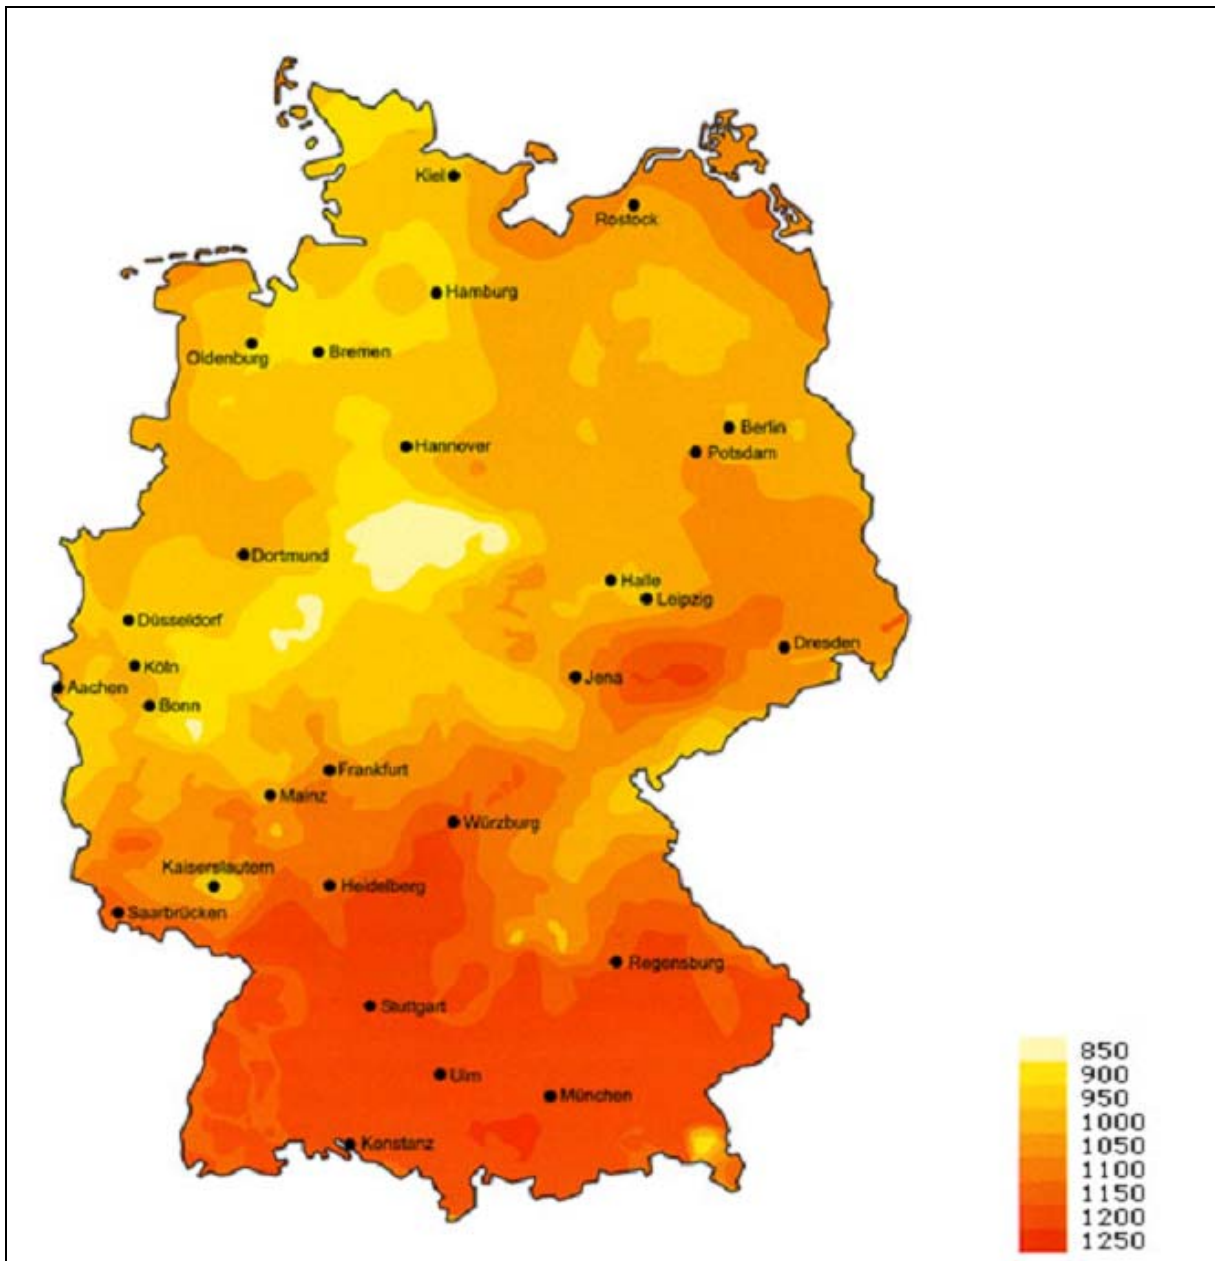 Kiel
Rostock
Hamburg
Oldenburg
Bremen
Hannover
Berlin
Potsdam
Dortmund
Halle
Leipzig
Düsseldorf
Dresden
Köln
Jena
Aachen
Bonn
Frankfurt
Mainz
Würzburg
Kaiserslautern
Heidelberg
Saarbrücken
Regensburg
Stuttgart
Ulm
München
Konstanz
850
900
950
1000
1050
1100
1150
1200
1250